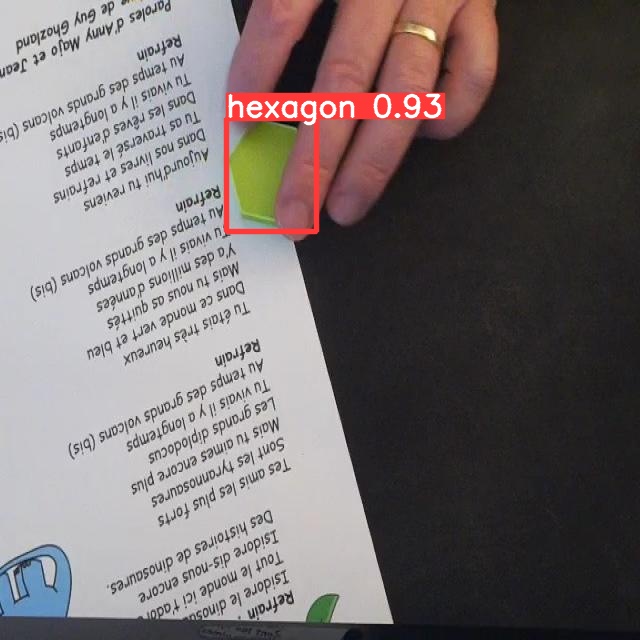 hexagon 0.93
Refrain
Isidore le dinosau
Tout le monde ici t'ador
Isidore dis-nous encore
Des histoires de dinosaures.
Tes amis les plus forts
Sont les tyrannosaures
Mais tu aimes encore plus
Les grands diplodocus
Tu vivais il y a longtemps
Au temps des grands volcans (bis)
Refrain
Tu étais très heureux
Dans ce monde vert et bleu
Mais tu nous as quittés
Y'a des millions d'années
Tu vivais il y a longtemps
Au temps des grands volcans (bis)
Refrain
Aujourd'hui tu reviens
Dans nos livres et refrains
Tu as traversé le temps
Dans les rêves d'enfants
Tu vivais il y a longtemps
Au temps des grands volcans (bis)
Refrain
Paroles d'Anny Majo et Jean
de Guy Ghozland